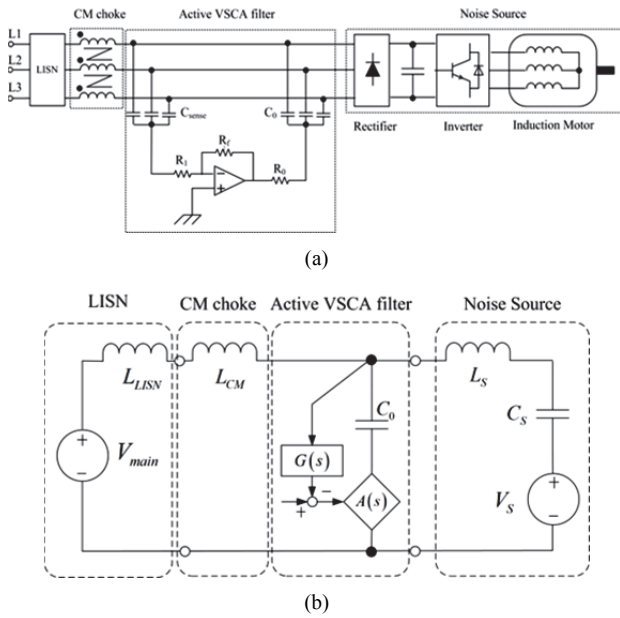 CM choke Active VSCA filter Noise Source
L1
L2
L3
LISN
C_sense C_0
R_1 R_f R_0
Rectifier Inverter Induction Motor
(a)
LISN CM choke Active VSCA filter Noise Source
L_LISN L_CM L_S
C_0 C_S
V_main G(s) A(s) V_S
(b)